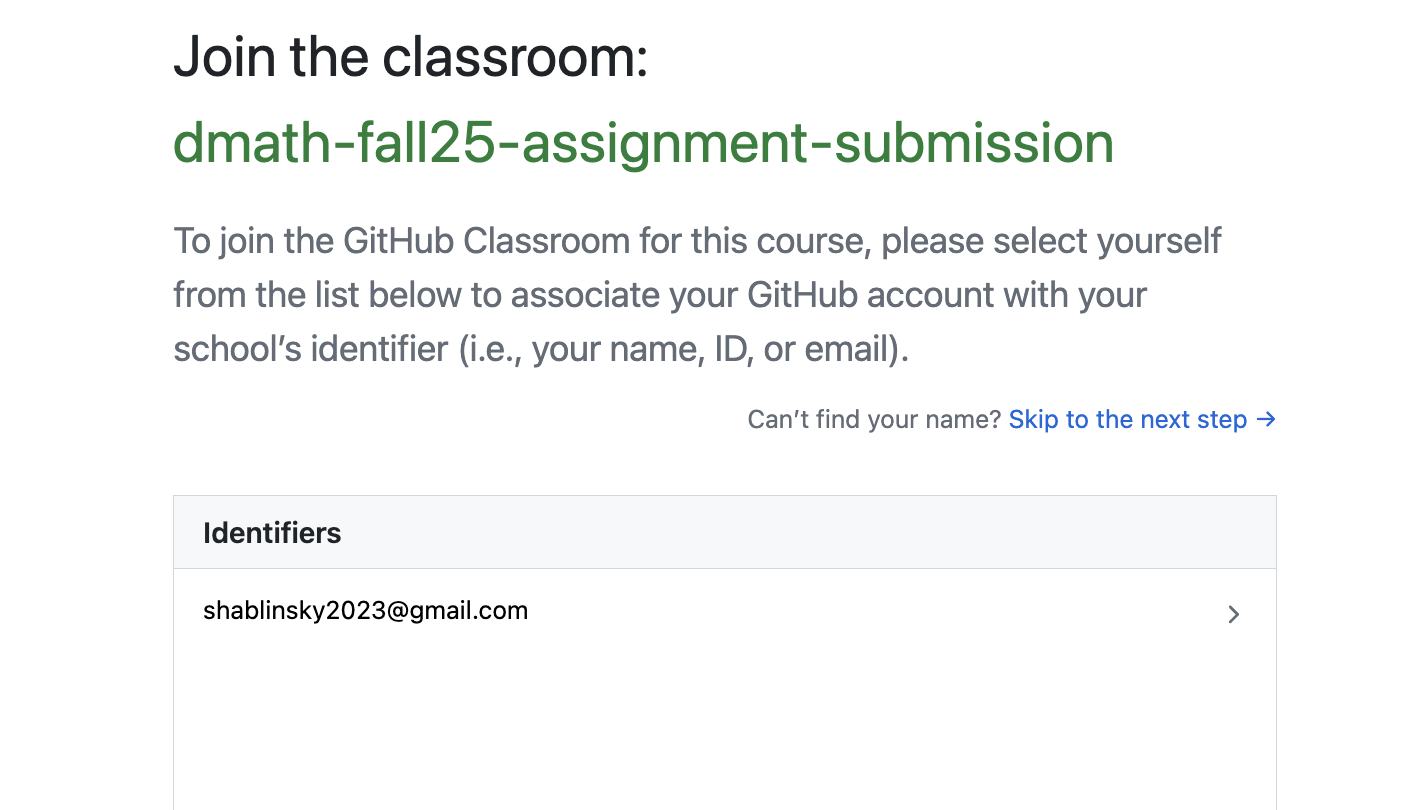 Join the classroom:
dmath-fall25-assignment-submission
To join the GitHub Classroom for this course, please select yourself
from the list below to associate your GitHub account with your
school’s identifier (i.e., your name, ID, or email).
Can’t find your name? Skip to the next step →
Identifiers
shablinsky2023@gmail.com